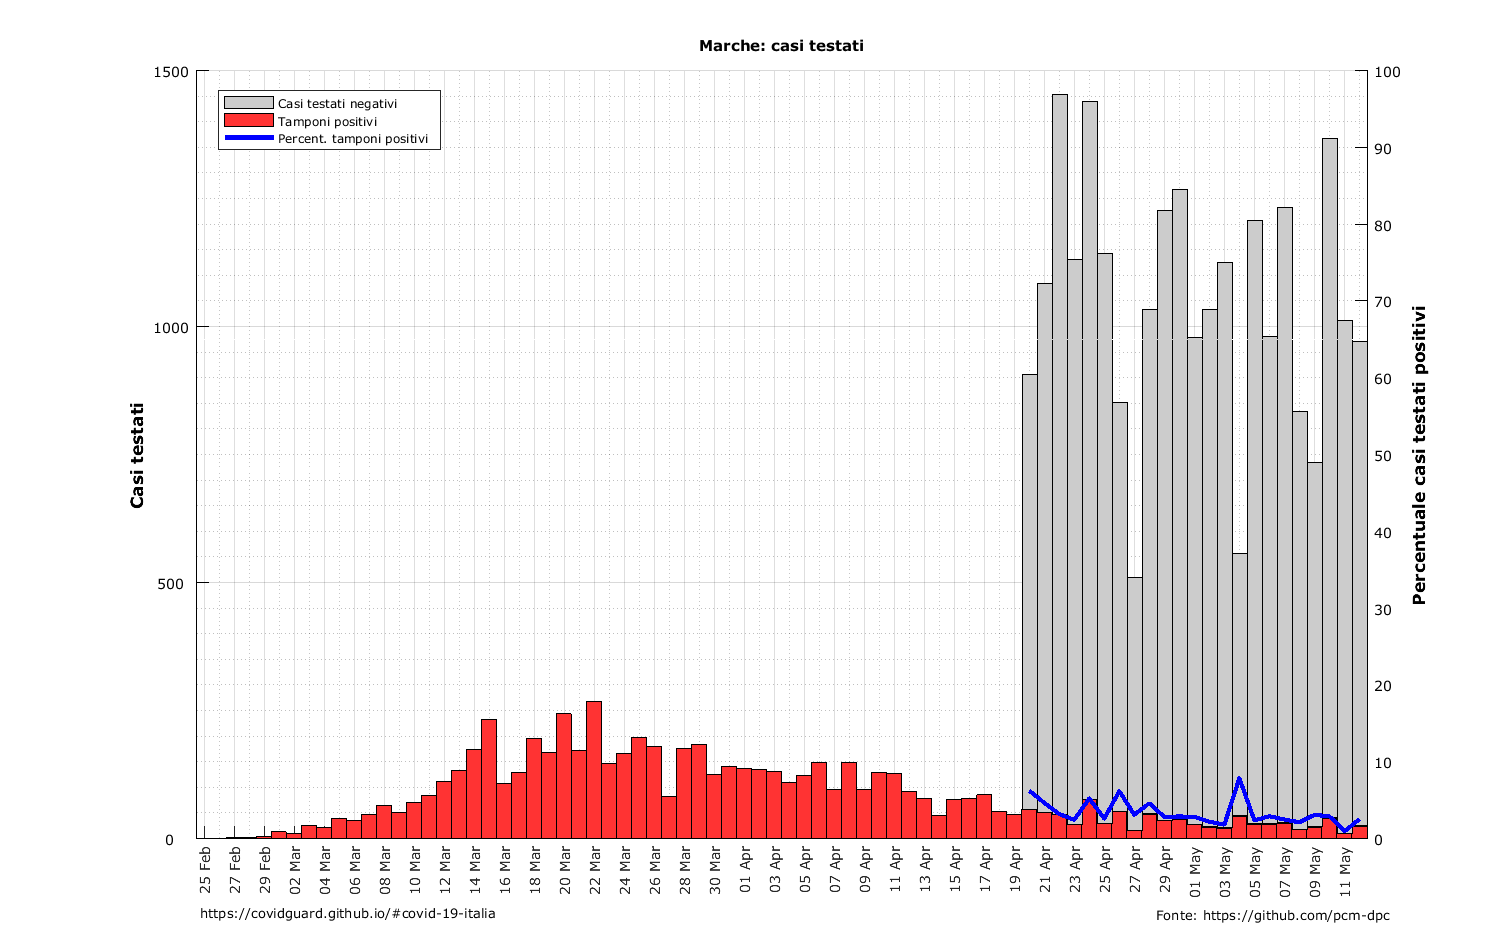 Marche: casi testati
Casi testati negativi
Tamponi positivi
Percent. tamponi positivi
1500
1000
500
0
Casi testati
100
90
80
70
60
50
40
30
20
10
0
Percentuale casi testati positivi
25 Feb
27 Feb
29 Feb
02 Mar
04 Mar
06 Mar
08 Mar
10 Mar
12 Mar
14 Mar
16 Mar
18 Mar
20 Mar
22 Mar
24 Mar
26 Mar
28 Mar
30 Mar
01 Apr
03 Apr
05 Apr
07 Apr
09 Apr
11 Apr
13 Apr
15 Apr
17 Apr
19 Apr
21 Apr
23 Apr
25 Apr
27 Apr
29 Apr
01 May
03 May
05 May
07 May
09 May
11 May
https://covidguard.github.io/#covid-19-italia
Fonte: https://github.com/pcm-dpc